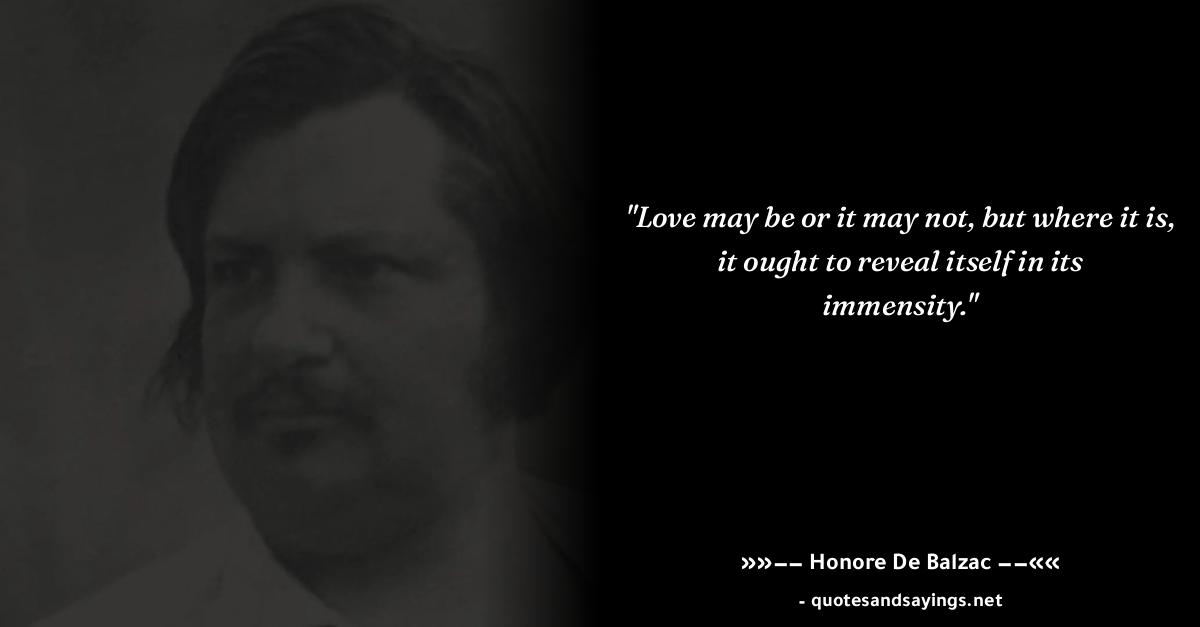 "Love may be or it may not, but where it is,
it ought to reveal itself in its
immensity."
»»–– Honore De Balzac ––««
- quotesandsayings.net